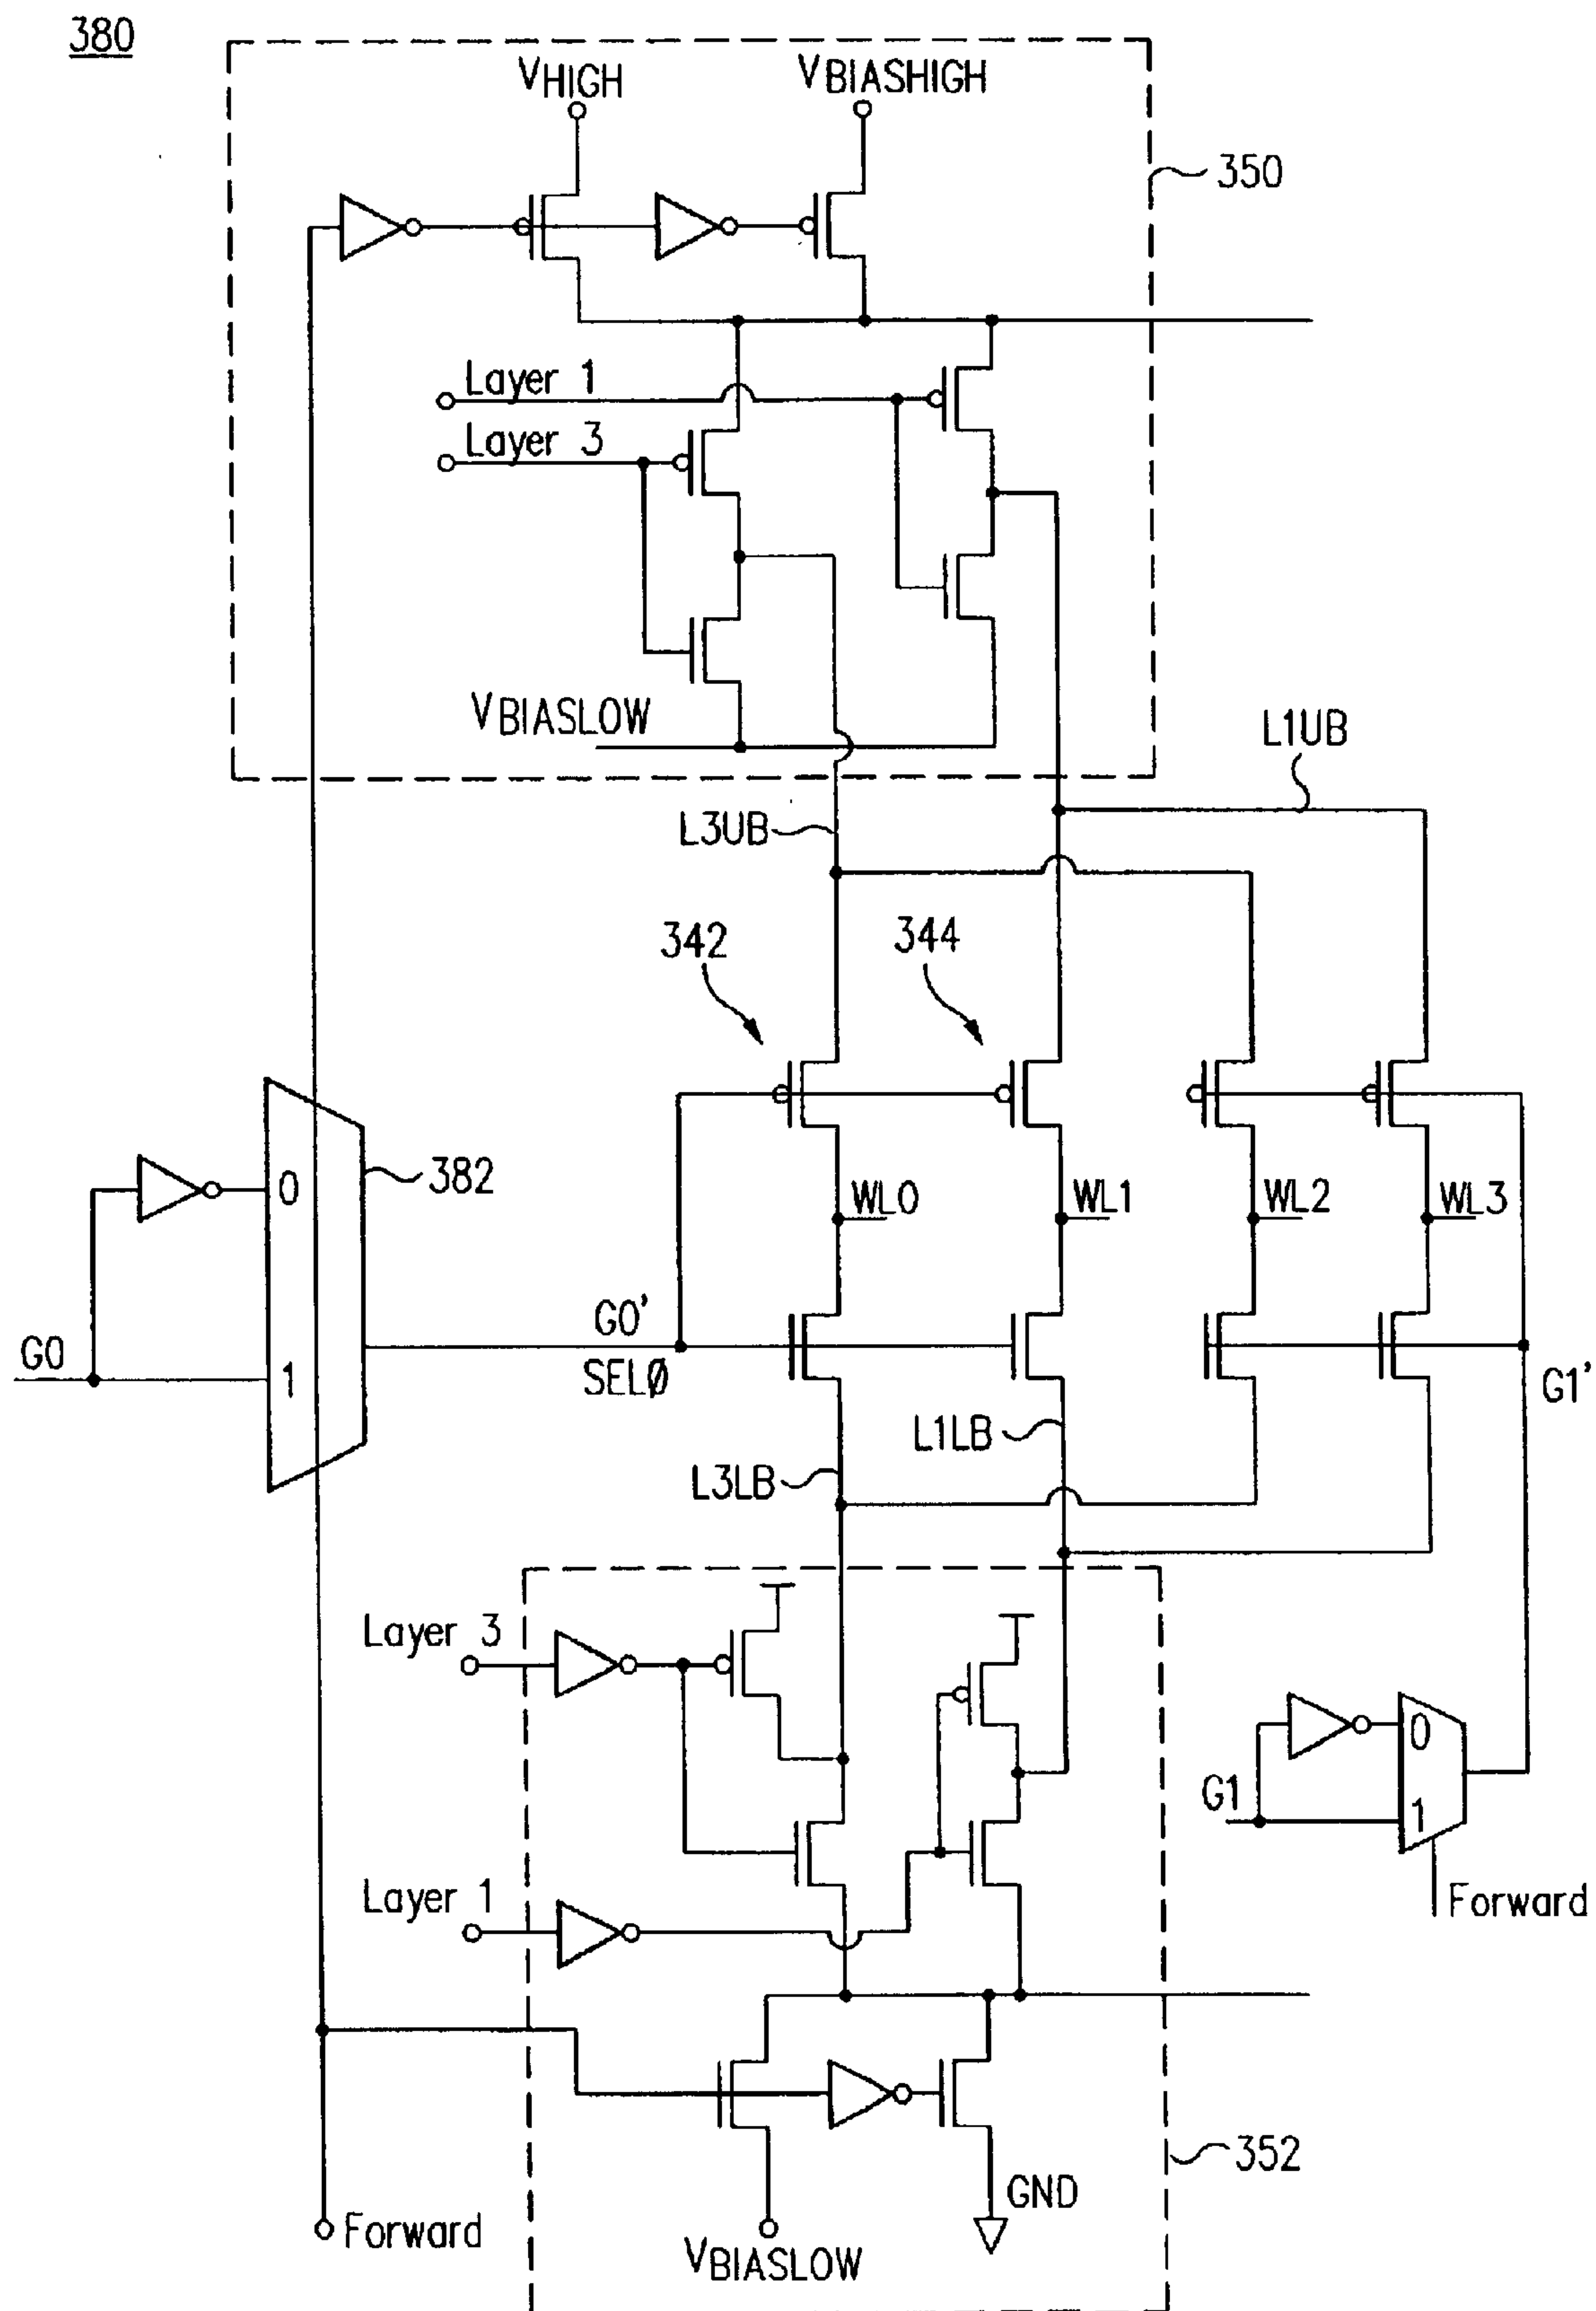 380
VHIGH
VBIASHIGH
350
Layer 1
Layer 3
VBIASLOW
L1UB
L3UB
342
344
0
382
WL0
WL1
WL2
WL3
G0
1
G0'
SELØ
G1'
L1LB
L3LB
Layer 3
0
G1
1
Layer 1
Forward
352
GND
Forward
VBIASLOW